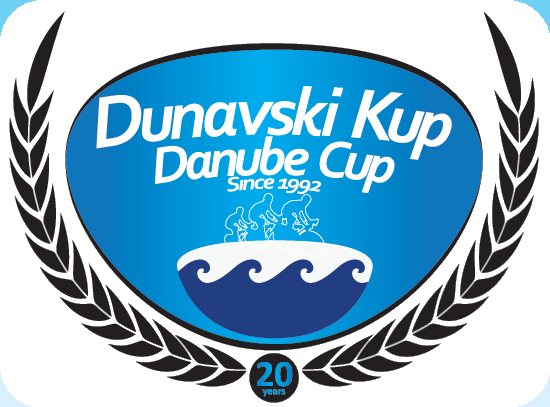 Dunavski Kup
Danube Cup
Since 1992
20
years